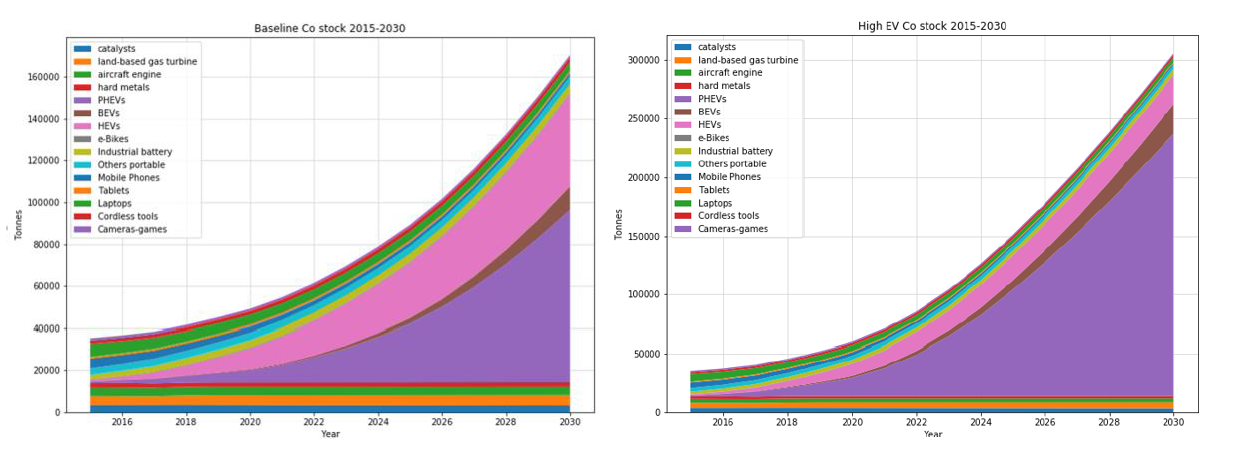 Baseline Co stock 2015-2030
catalysts
land-based gas turbine
aircraft engine
hard metals
PHEVs
BEVs
HEVs
e-Bikes
Industrial battery
Others portable
Mobile Phones
Tablets
Laptops
Cordless tools
Cameras-games
160000
140000
120000
100000
80000
60000
40000
20000
0
Tonnes
2016
2018
2020
2022
2024
2026
2028
2030
Year
High EV Co stock 2015-2030
catalysts
land-based gas turbine
aircraft engine
hard metals
PHEVs
BEVs
HEVs
e-Bikes
Industrial battery
Others portable
Mobile Phones
Tablets
Laptops
Cordless tools
Cameras-games
300000
250000
200000
150000
100000
50000
0
Tonnes
2016
2018
2020
2022
2024
2026
2028
2030
Year